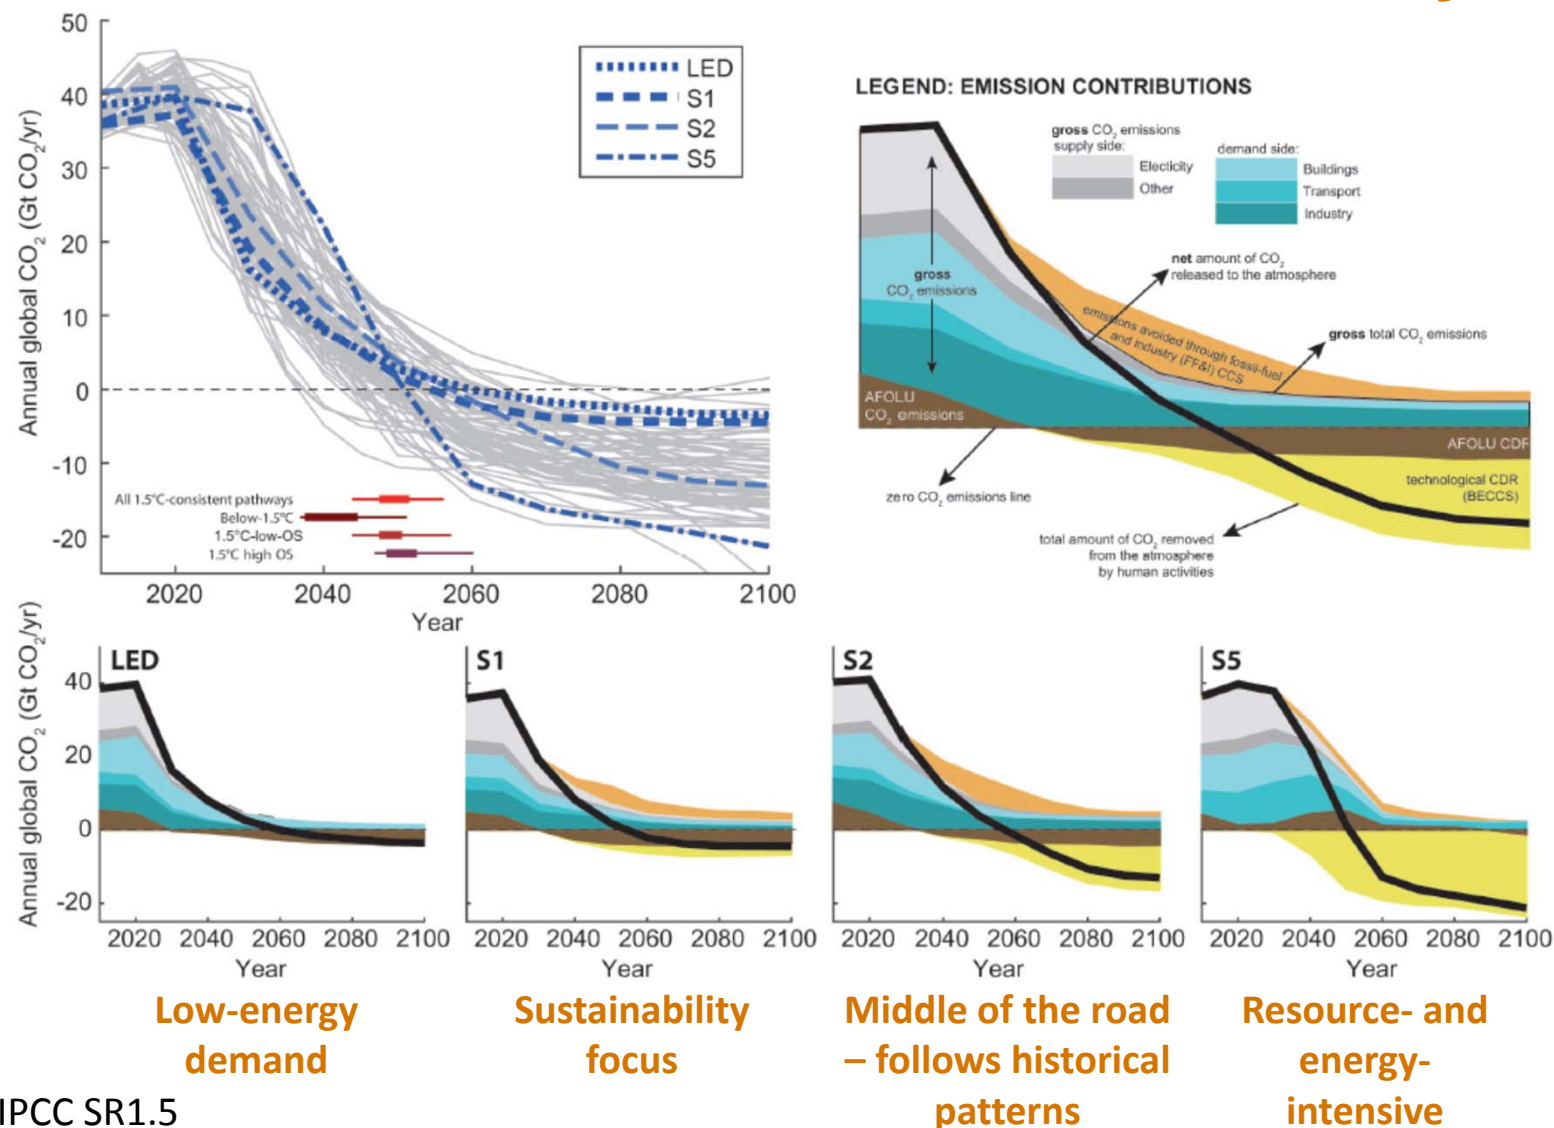 50
40
30
20
10
0
-10
-20
Annual global CO₂ (Gt CO₂/yr)
LED
S1
S2
S5
All 1.5°C-consistent pathways
Below-1.5°C
1.5°C-low-OS
1.5°C high OS
2020 2040 2060 2080 2100
Year
LEGEND: EMISSION CONTRIBUTIONS
gross CO₂ emissions
supply side:
Electicity
Other
demand side:
Buildings
Transport
Industry
gross
CO₂ emissions
net amount of CO₂
released to the atmosphere
emissions avoided through fossil-fuel
and industry (FF&I) CCS
gross total CO₂ emissions
AFOLU
CO₂ emissions
AFOLU CDR
technological CDR
(BECCS)
zero CO₂ emissions line
total amount of CO₂ removed
from the atmosphere
by human activities
Annual global CO₂ (Gt CO₂/yr)
40
20
0
-20
LED
2020 2040 2060 2080 2100
Year
S1
2020 2040 2060 2080 2100
Year
S2
2020 2040 2060 2080 2100
Year
S5
2020 2040 2060 2080 2100
Year
Low-energy
demand
Sustainability
focus
Middle of the road
– follows historical
patterns
Resource- and
energy-
intensive
IPCC SR1.5